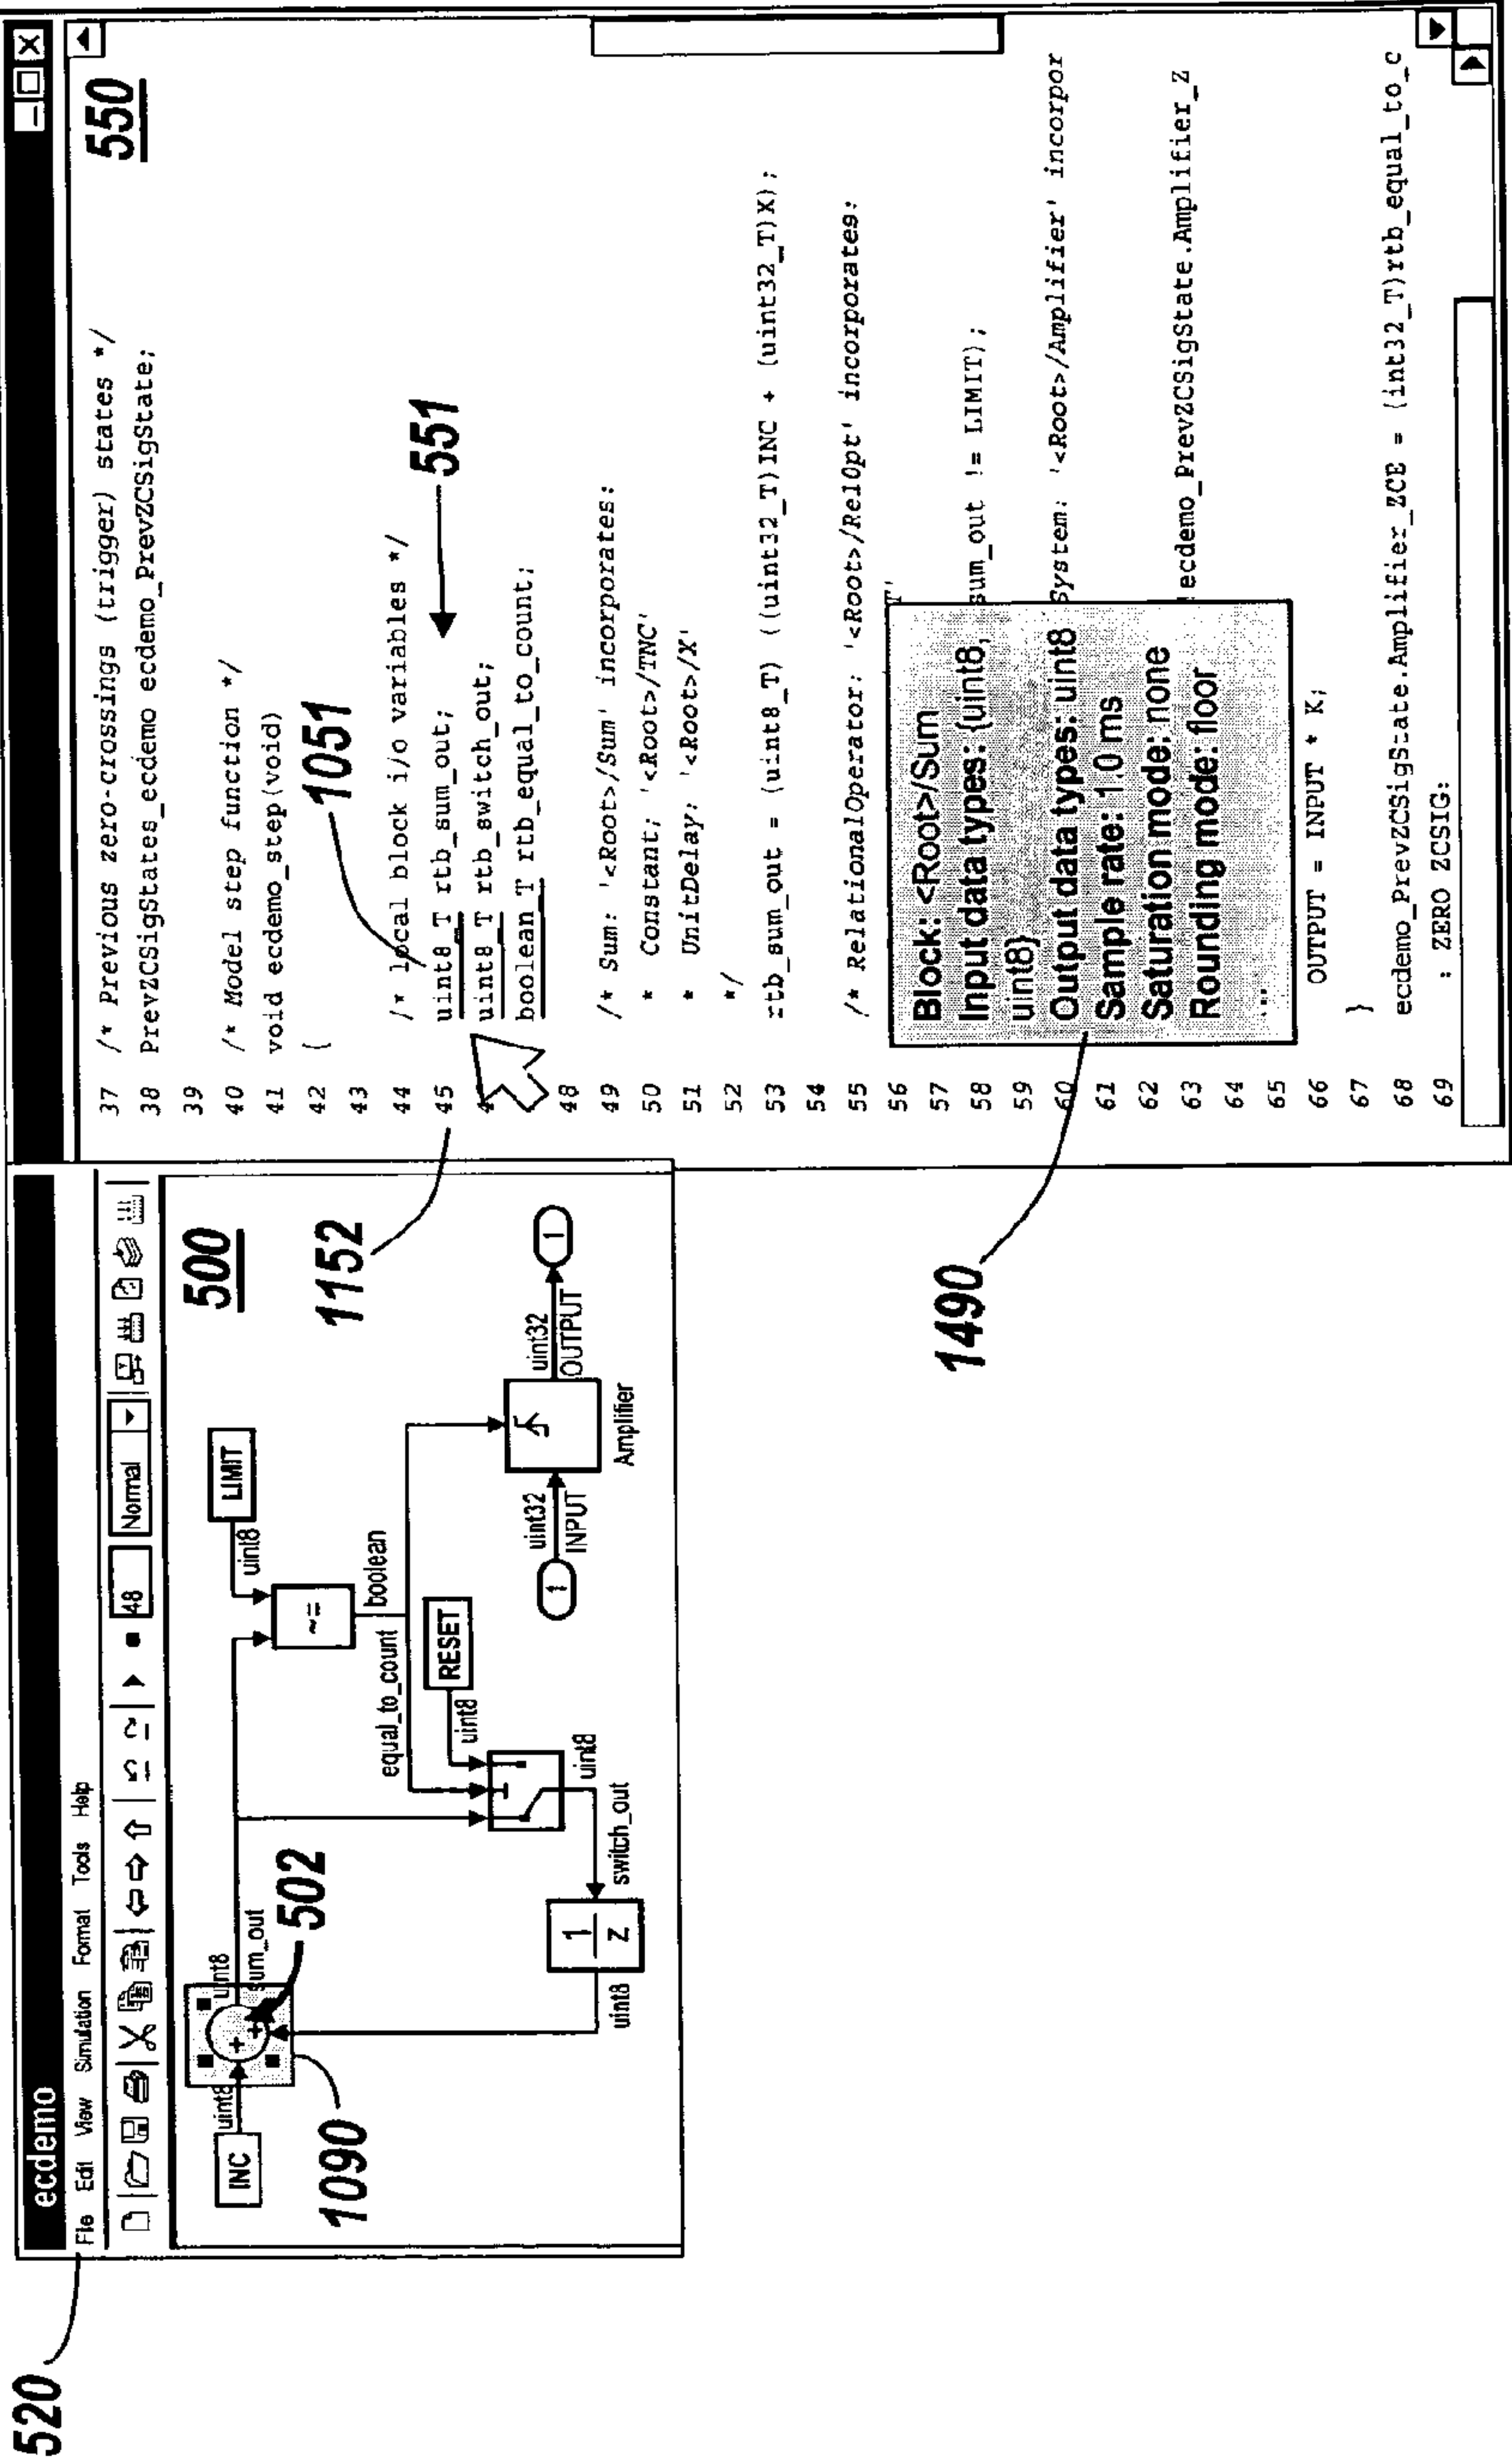 520
ecdemo
File Edit View Simulation Format Tools Help
48 Normal
500
INC
uint8
uint8
sum_out
502
1090
LIMIT
uint8
~=
boolean
equal_to_count
RESET
uint8
uint8
switch_out
1
z
uint8
1
uint32
INPUT
Amplifier
uint32
OUTPUT
1
1152
1490
550
37 /* Previous zero-crossings (trigger) states */
38 PrevZCSigStates_ecdemo ecdemo_PrevZCSigState;
39
40 /* Model step function */
41 void ecdemo_step(void)
42 {
1051
43
44 /* local block i/o variables */
45 uint8_T rtb_sum_out;
551
4 uint8_T rtb_switch_out;
boolean_T rtb_equal_to_count;
48
49 /* Sum: '<Root>/Sum' incorporates:
50 * Constant; '<Root>/TNC'
51 * UnitDelay: '<Root>/X'
52 */
53 rtb_sum_out = (uint8_T) ((uint32_T)INC + (uint32_T)X);
54
55 /* RelationalOperator: '<Root>/RelOpt' incorporates:
56 T'
57
58 sum_out != LIMIT);
59
60 System: '<Root>/Amplifier' incorpor
61
62
63 ecdemo_PrevZCSigState.Amplifier_Z
64
65
Block: <Root>/Sum
Input data types: {uint8,
uint8}
Output data types: uint8
Sample rate: 1.0 ms
Saturation mode: none
Rounding mode: floor
...
66 OUTPUT = INPUT * K;
67 }
68 ecdemo_PrevZCSigState.Amplifier_ZCE = (int32_T)rtb_equal_to_c
69 : ZERO ZCSIG: